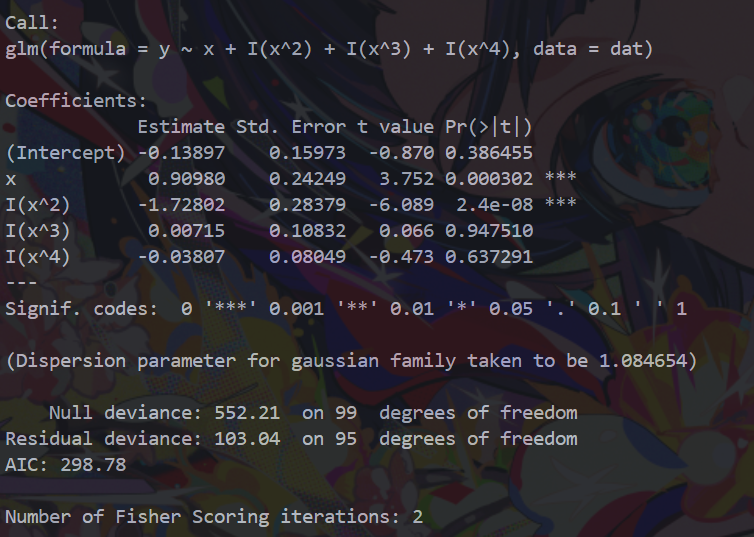 Call:
glm(formula = y ~ x + I(x^2) + I(x^3) + I(x^4), data = dat)
Coefficients:
            Estimate Std. Error t value Pr(>|t|)
(Intercept) -0.13897    0.15973  -0.870 0.386455
x            0.90980    0.24249   3.752 0.000302 ***
I(x^2)      -1.72802    0.28379  -6.089  2.4e-08 ***
I(x^3)       0.00715    0.10832   0.066 0.947510
I(x^4)      -0.03807    0.08049  -0.473 0.637291
---
Signif. codes:  0 '***' 0.001 '**' 0.01 '*' 0.05 '.' 0.1 ' ' 1
(Dispersion parameter for gaussian family taken to be 1.084654)
    Null deviance: 552.21  on 99  degrees of freedom
Residual deviance: 103.04  on 95  degrees of freedom
AIC: 298.78
Number of Fisher Scoring iterations: 2